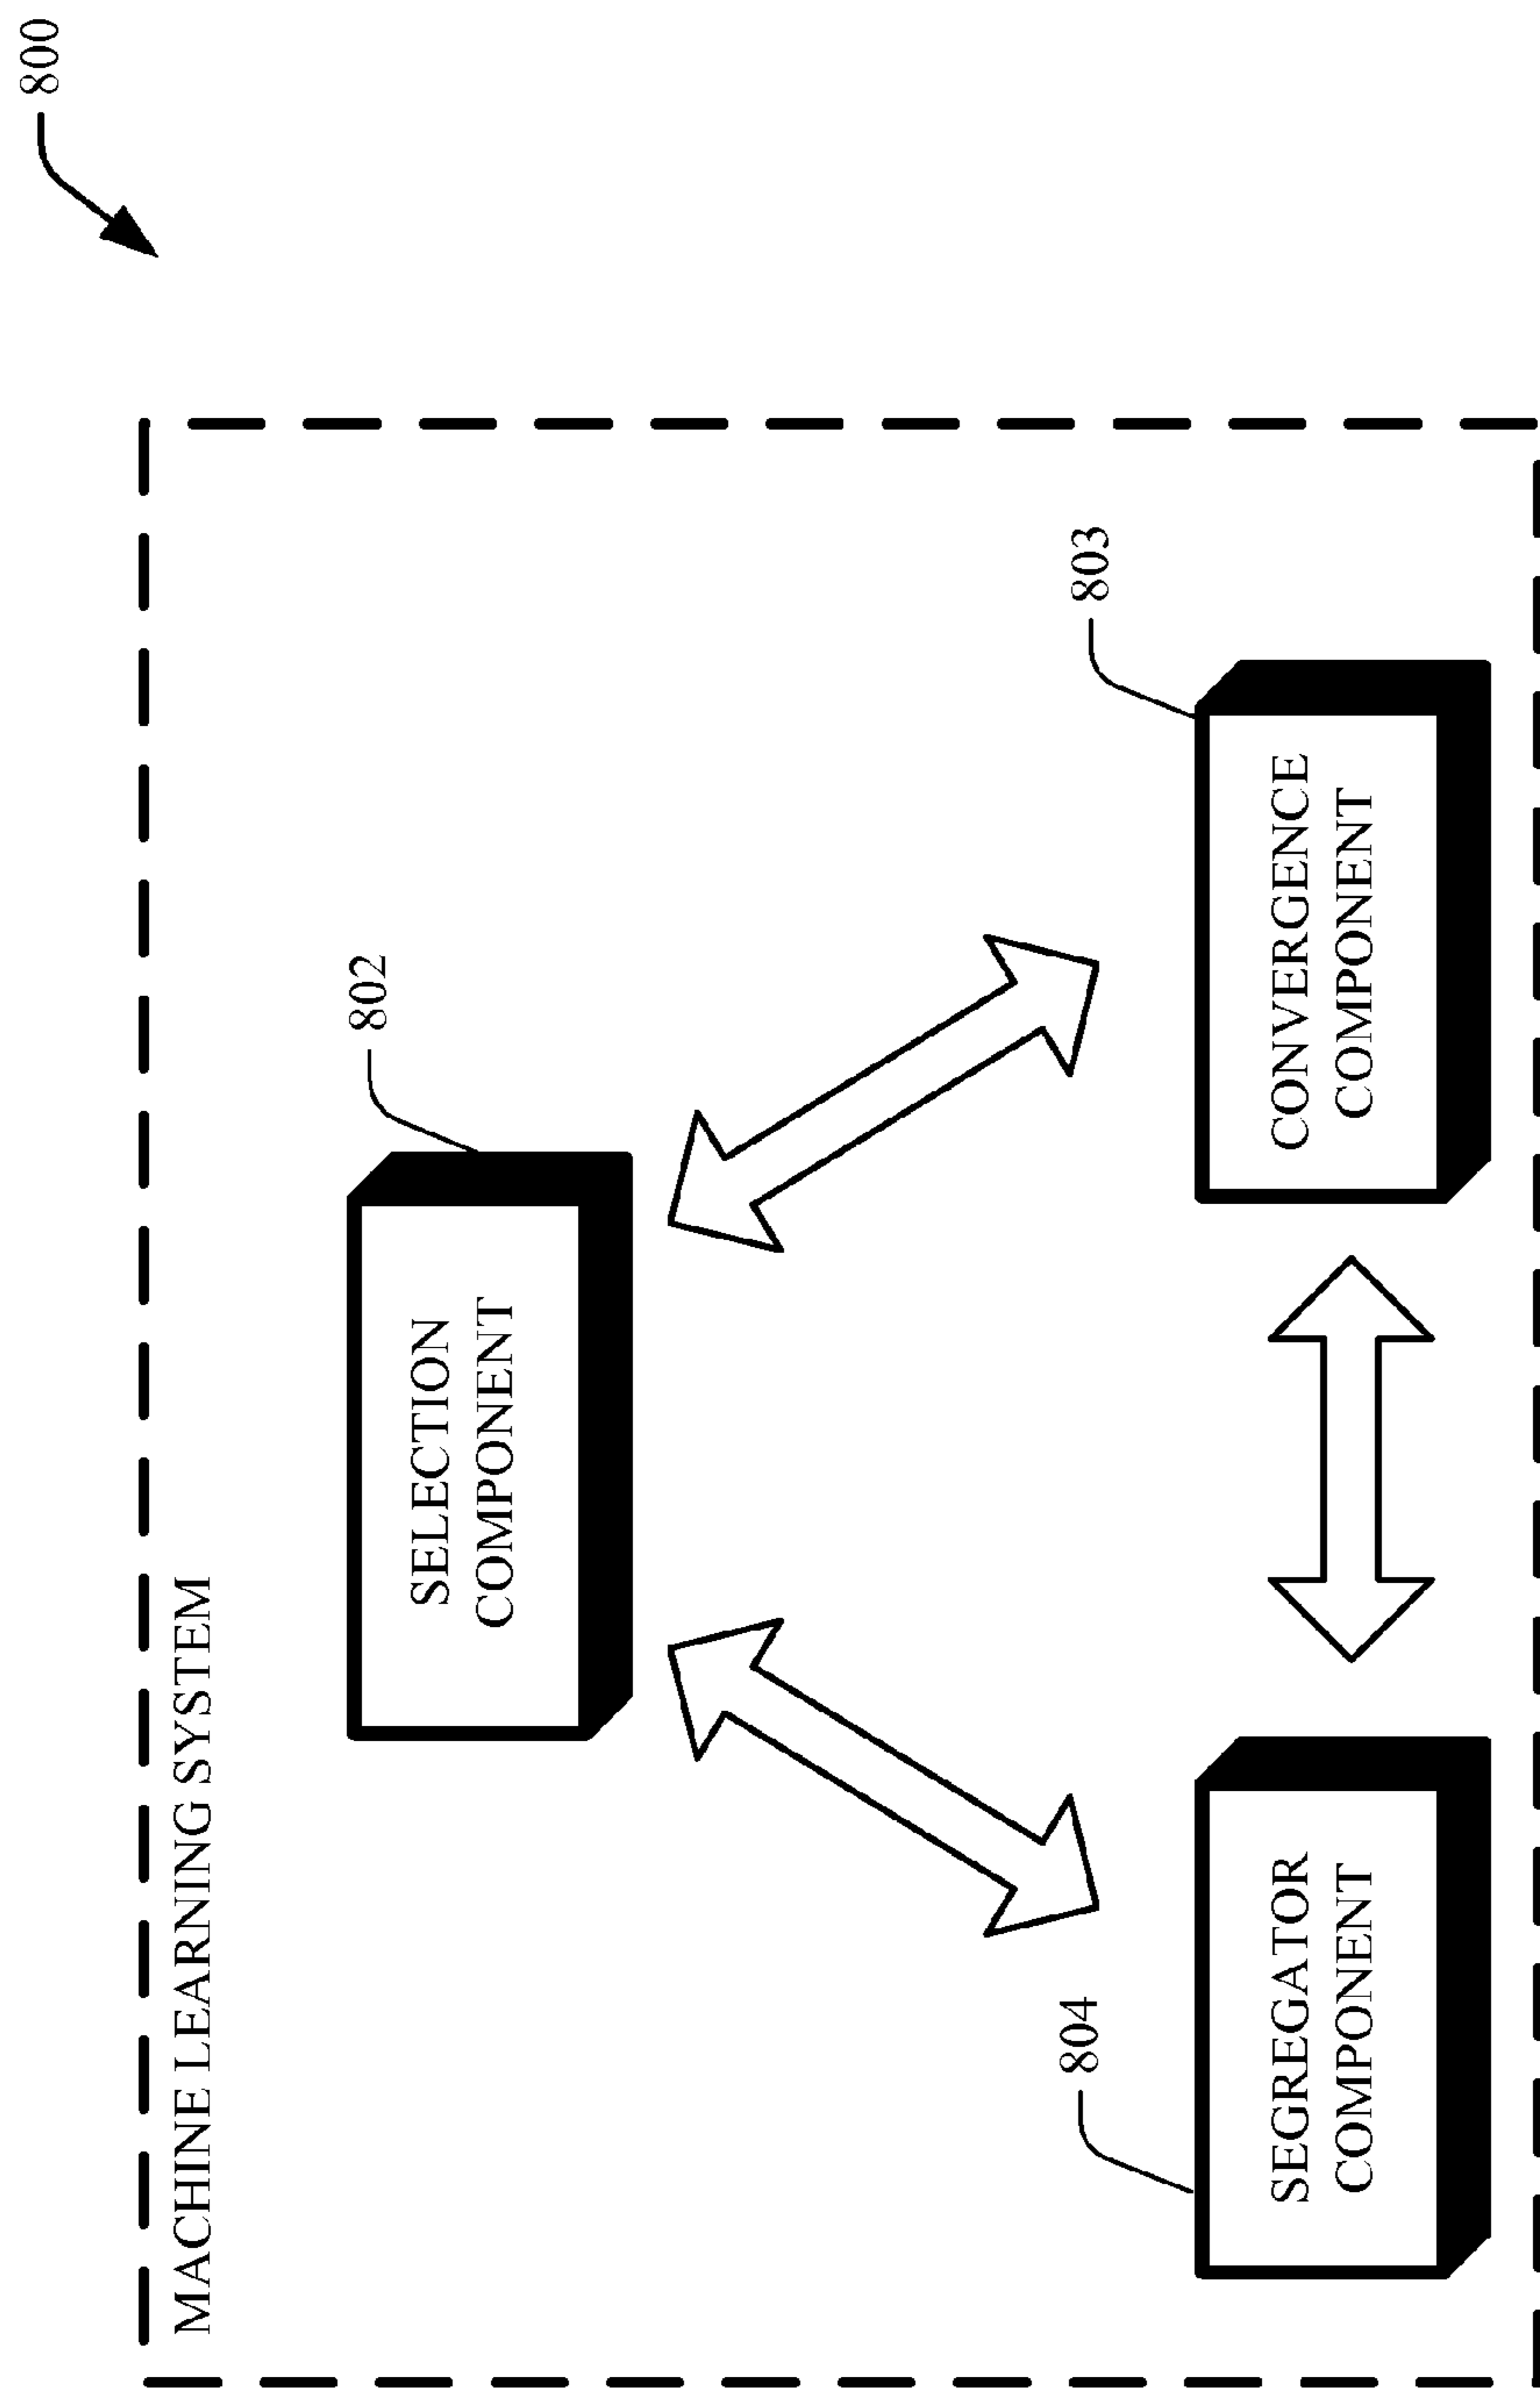 800
MACHINE LEARNING SYSTEM
802
SELECTION
COMPONENT
804
803
SEGREGATOR
COMPONENT
CONVERGENCE
COMPONENT